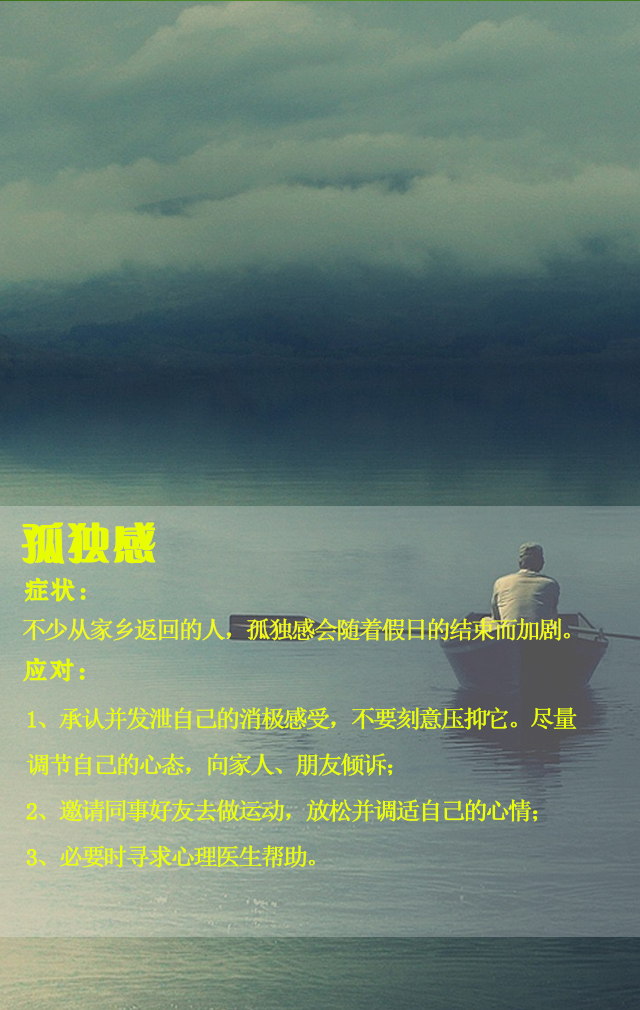 孤独感
症状：
不少从家乡返回的人，孤独感会随着假日的结束而加剧。
应对：
1、承认并发泄自己的消极感受，不要刻意压抑它。尽量
调节自己的心态，向家人、朋友倾诉；
2、邀请同事好友去做运动，放松并调适自己的心情；
3、必要时寻求心理医生帮助。